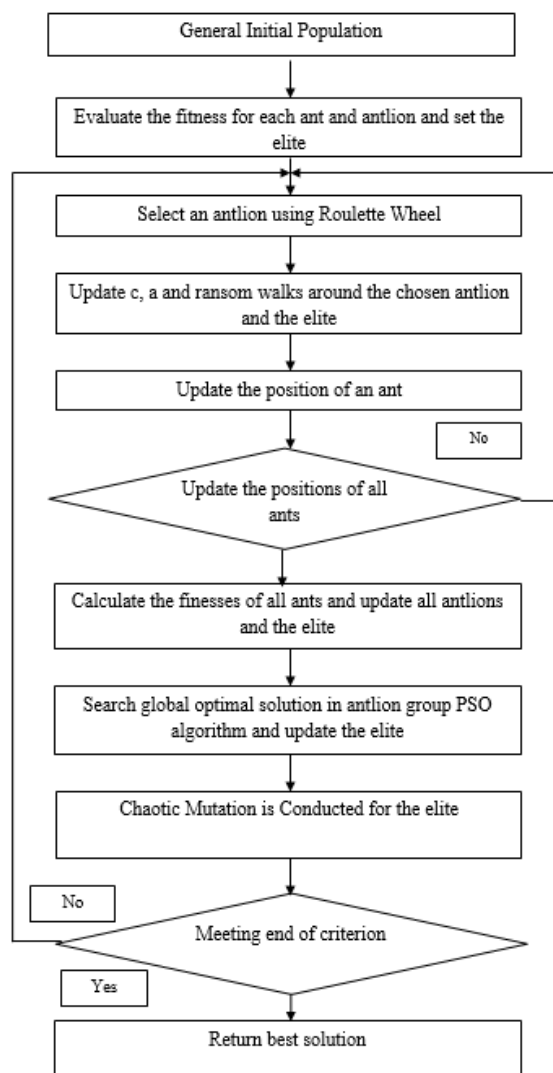 General Initial Population
Evaluate the fitness for each ant and antlion and set the
elite
Select an antlion using Roulette Wheel
Update c, a and ransom walks around the chosen antlion
and the elite
Update the position of an ant
No
Update the positions of all
ants
Calculate the finesses of all ants and update all antlions
and the elite
Search global optimal solution in antlion group PSO
algorithm and update the elite
Chaotic Mutation is Conducted for the elite
No
Meeting end of criterion
Yes
Return best solution